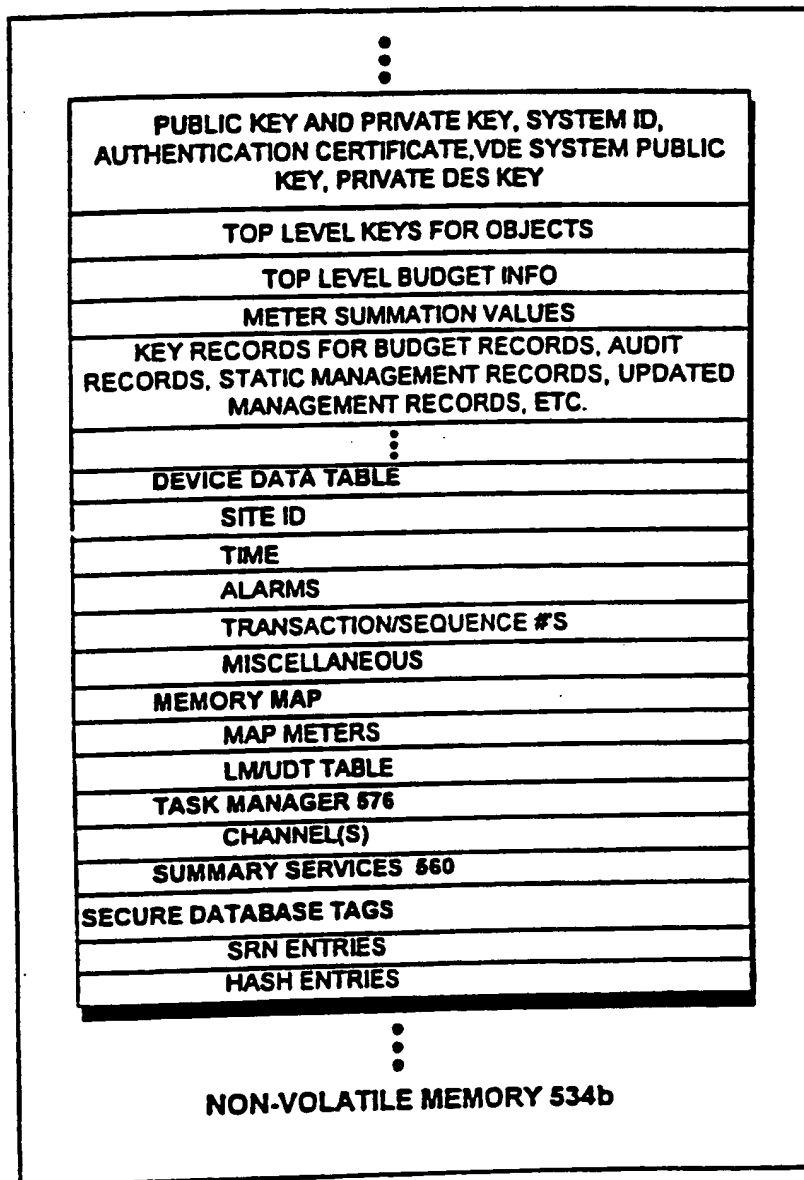 PUBLIC KEY AND PRIVATE KEY, SYSTEM ID,
AUTHENTICATION CERTIFICATE,VDE SYSTEM PUBLIC
KEY, PRIVATE DES KEY
TOP LEVEL KEYS FOR OBJECTS
TOP LEVEL BUDGET INFO
METER SUMMATION VALUES
KEY RECORDS FOR BUDGET RECORDS, AUDIT
RECORDS, STATIC MANAGEMENT RECORDS, UPDATED
MANAGEMENT RECORDS, ETC.
DEVICE DATA TABLE
SITE ID
TIME
ALARMS
TRANSACTION/SEQUENCE #'S
MISCELLANEOUS
MEMORY MAP
MAP METERS
LM/UDT TABLE
TASK MANAGER 576
CHANNEL(S)
SUMMARY SERVICES 560
SECURE DATABASE TAGS
SRN ENTRIES
HASH ENTRIES
NON-VOLATILE MEMORY 534b